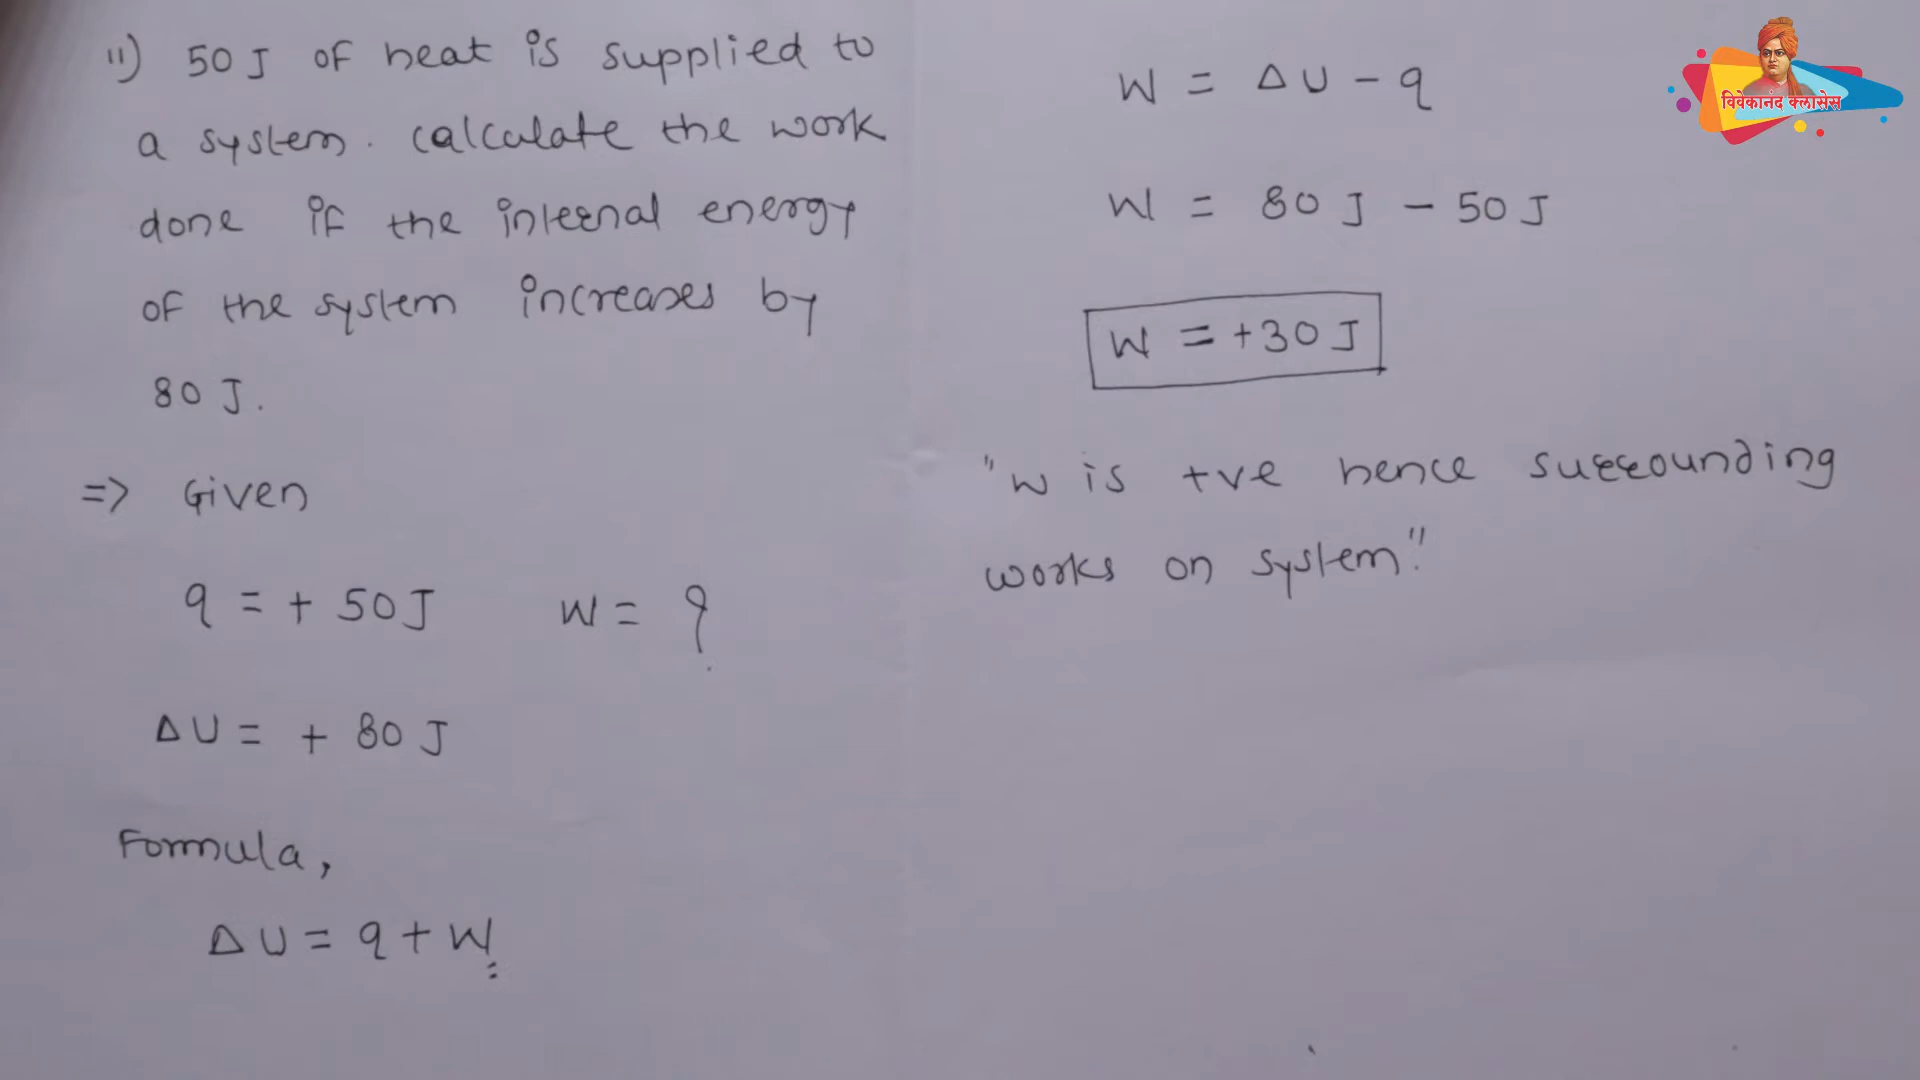 11) 50 J of heat is supplied to
a system. calculate the work
done if the internal energy
of the system increases by
80 J.
=> Given
q = + 50 J W = ?
ΔU = + 80 J
Formula,
ΔU = q + W
W = ΔU - q
W = 80 J - 50 J
W = +30 J
"W is +ve hence surrounding
works on system."
विवेकानंद क्लासेस